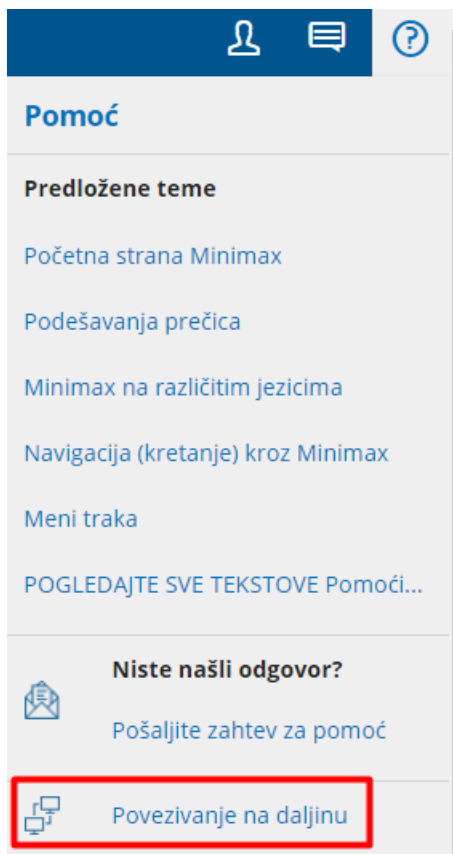 Pomoć
Predložene teme
Početna strana Minimax
Podešavanja prečica
Minimax na različitim jezicima
Navigacija (kretanje) kroz Minimax
Meni traka
POGLEDAJTE SVE TEKSTOVE Pomoći...
Niste našli odgovor?
Pošaljite zahtev za pomoć
Povezivanje na daljinu